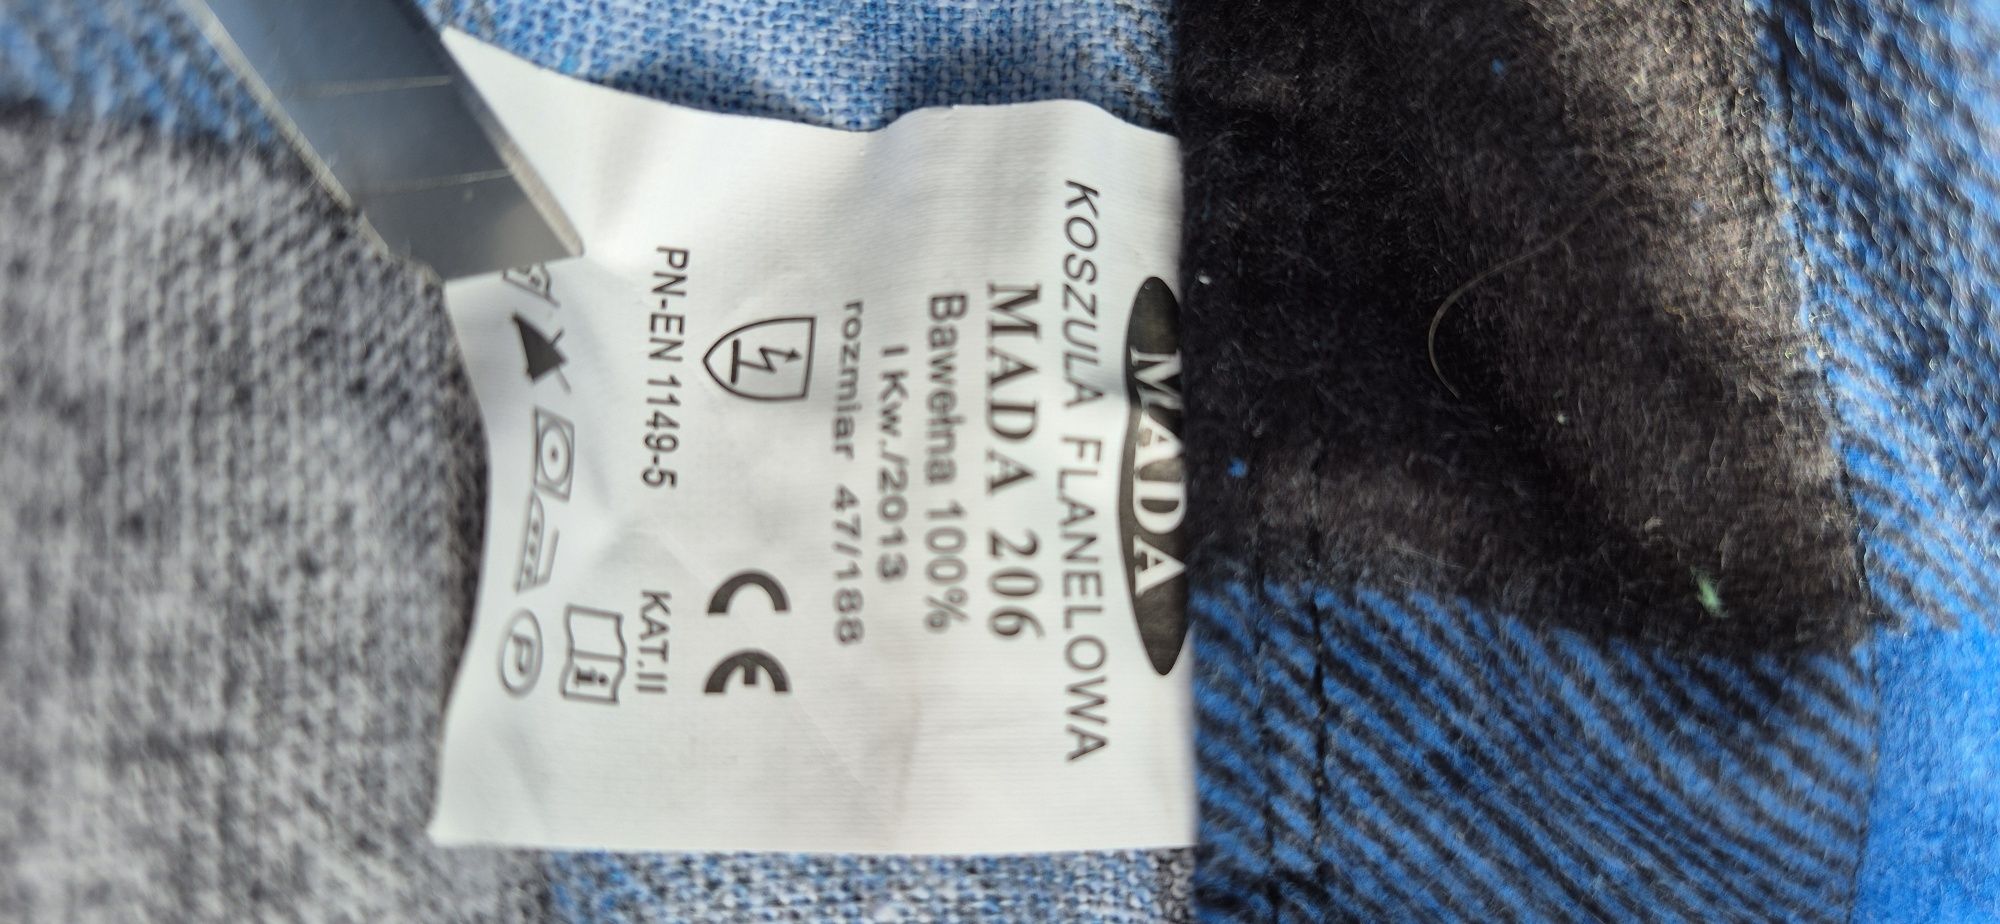 MADA
KOSZULA FLANELOWA
MADA 206
Bawełna 100%
I Kw./2013
rozmiar 47/188
CE
PN-EN 1149-5
KAT.II
i
P